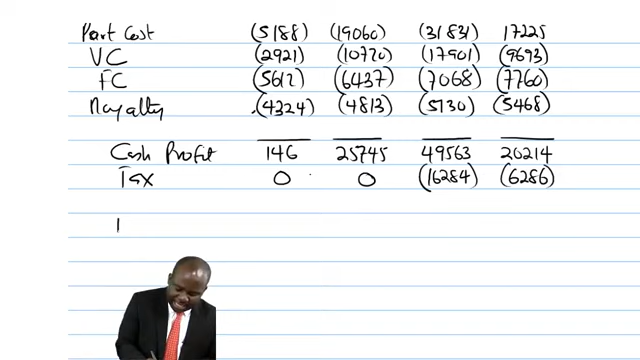 Part Cost (5188) (19060) (31831) 17225
VC (2921) (10720) (17901) (9693)
FC (5612) (6437) (7068) (7760)
Royalty (4324) (4813) (5130) (5468)
Cash Profit 146 25745 49563 20214
Tax 0 0 (16284) (6286)